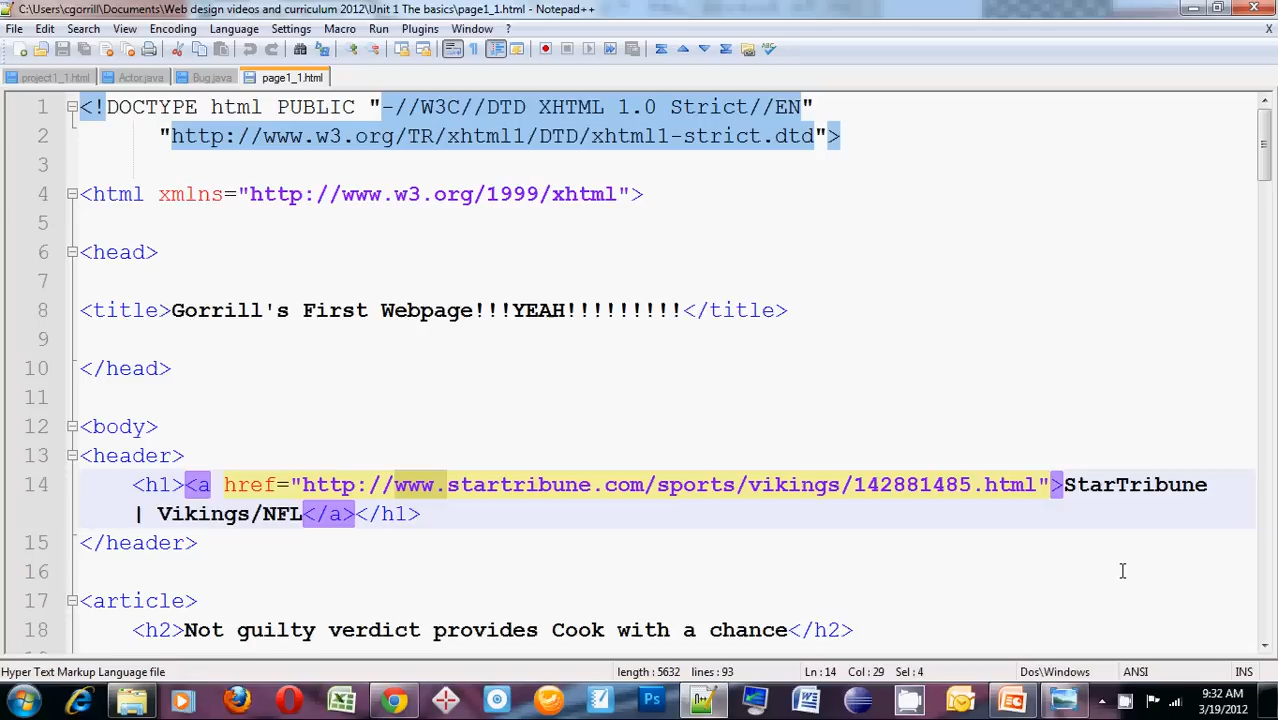 C:\Users\cgorrill\Documents\Web design videos and curriculum 2012\Unit 1 The basics\page1_1.html - Notepad++
File Edit Search View Encoding Language Settings Macro Run Plugins Window ? X
project1_1.html Actor.java Bug.java page1_1.html
1 <!DOCTYPE html PUBLIC "-//W3C//DTD XHTML 1.0 Strict//EN"
2 "http://www.w3.org/TR/xhtml1/DTD/xhtml1-strict.dtd">
3
4 <html xmlns="http://www.w3.org/1999/xhtml">
5
6 <head>
7
8 <title>Gorrill's First Webpage!!!YEAH!!!!!!!!!</title>
9
10 </head>
11
12 <body>
13 <header>
14 <h1><a href="http://www.startribune.com/sports/vikings/142881485.html">StarTribune
| Vikings/NFL</a></h1>
15 </header>
16
17 <article>
18 <h2>Not guilty verdict provides Cook with a chance</h2>
Hyper Text Markup Language file length : 5632 lines : 93 Ln : 14 Col : 29 Sel : 4 Dos\Windows ANSI INS
9:32 AM
3/19/2012